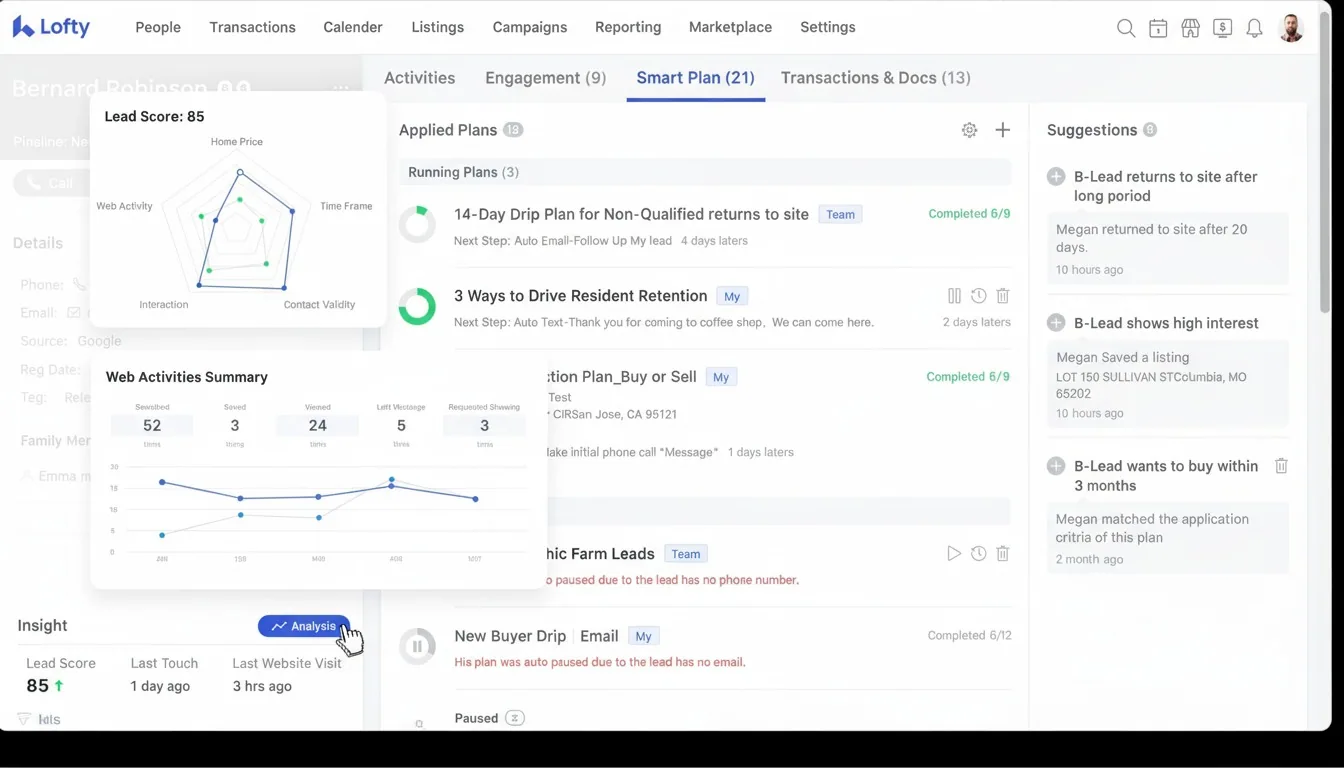 Lofty
People
Transactions
Calender
Listings
Campaigns
Reporting
Marketplace
Settings
Bernard Robinson
Call
Details
Phone:
Email:
Source: Google
Reg Date:
Teg:
Emma
Lead Score: 85
Home Price
Web Activity
Time Frame
Interaction
Contact Validity
Web Activities Summary
Viewed
Requested Showing
52
3
24
5
3
Insight
Analysis
Lead Score
Last Touch
Last Website Visit
85
1 day ago
3 hrs ago
Activities
Engagement (9)
Smart Plan (21)
Transactions & Docs (13)
Applied Plans
Running Plans (3)
14-Day Drip Plan for Non-Qualified returns to site
Team
Completed 6/9
Next Step: Auto Email-Follow Up My lead 4 days laters
3 Ways to Drive Resident Retention
My
Next Step: Auto Text-Thank you for coming to coffee shop, We can come here.
2 days laters
ction Plan_Buy or Sell
My
Completed 6/9
Test
CIRSan Jose, CA 95121
ake initial phone call "Message" 1 days laters
hic Farm Leads
Team
o paused due to the lead has no phone number.
New Buyer Drip
Email
My
Completed 6/12
His plan was auto paused due to the lead has no email.
Paused
Suggestions
B-Lead returns to site after
long period
Megan returned to site after 20
days.
10 hours ago
B-Lead shows high interest
Megan Saved a listing
LOT 150 SULLIVAN STColumbia, MO
65202
10 hours ago
B-Lead wants to buy within
3 months
Megan matched the application
critria of this plan
2 month ago